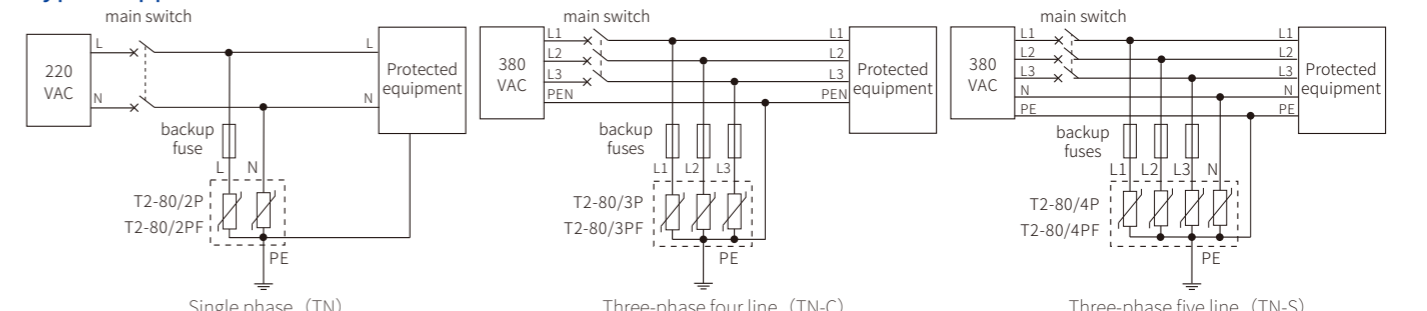 main switch
L
L
220
VAC
N
N
Protected
equipment
backup
fuse
L
N
T2-80/2P
T2-80/2PF
PE
Single phase（TN）
main switch
L1
L1
L2
L2
380
VAC
L3
L3
PEN
PEN
Protected
equipment
backup
fuses
L1
L2
L3
T2-80/3P
T2-80/3PF
PE
Three-phase four line（TN-C）
main switch
L1
L1
L2
L2
380
VAC
L3
L3
N
N
PE
PE
Protected
equipment
backup
fuses
L1
L2
L3
N
T2-80/4P
T2-80/4PF
PE
Three-phase five line（TN-S）